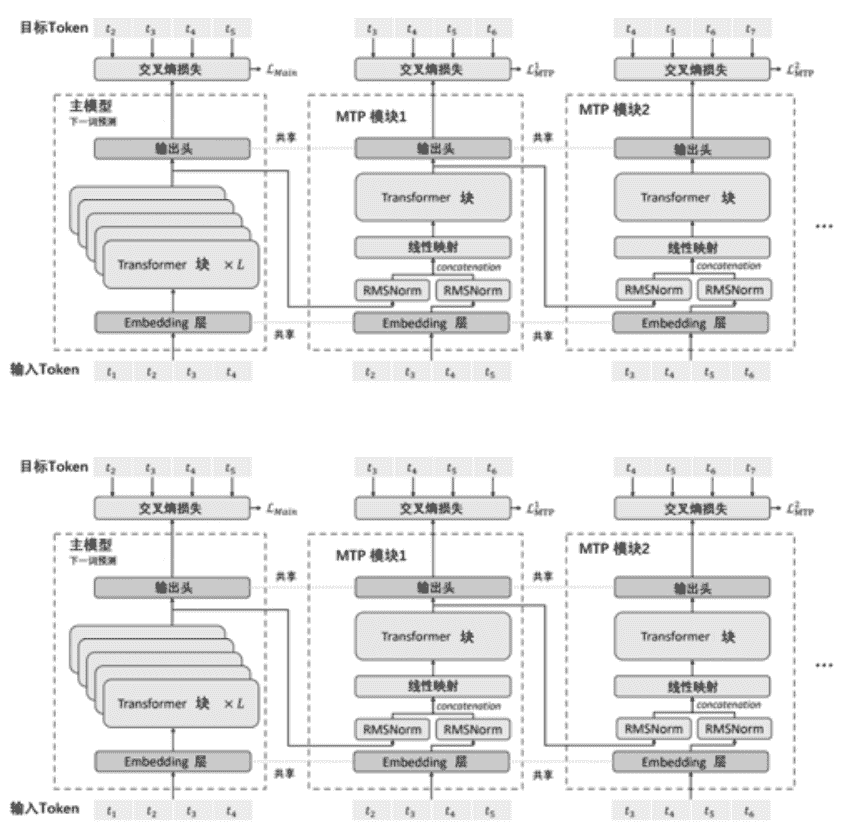 目标Token t₂ t₃ t₄ t₅ t₃ t₄ t₅ t₆ t₄ t₅ t₆ t₇
交叉熵损失 ℒMain 交叉熵损失 ℒ¹MTP 交叉熵损失 ℒ²MTP
主模型 MTP 模块1 MTP 模块2
下一词预测
共享 共享
输出头 输出头 输出头
Transformer 块 Transformer 块
线性映射 线性映射
concatenation concatenation
Transformer 块 × L
RMSNorm RMSNorm RMSNorm RMSNorm
Embedding 层 Embedding 层 Embedding 层
共享 共享
输入Token t₁ t₂ t₃ t₄ t₂ t₃ t₄ t₅ t₃ t₄ t₅ t₆
...
目标Token t₂ t₃ t₄ t₅ t₃ t₄ t₅ t₆ t₄ t₅ t₆ t₇
交叉熵损失 ℒMain 交叉熵损失 ℒ¹MTP 交叉熵损失 ℒ²MTP
主模型 MTP 模块1 MTP 模块2
下一词预测
共享 共享
输出头 输出头 输出头
Transformer 块 Transformer 块
线性映射 线性映射
concatenation concatenation
Transformer 块 × L
RMSNorm RMSNorm RMSNorm RMSNorm
Embedding 层 Embedding 层 Embedding 层
共享 共享
输入Token t₁ t₂ t₃ t₄ t₂ t₃ t₄ t₅ t₃ t₄ t₅ t₆
...